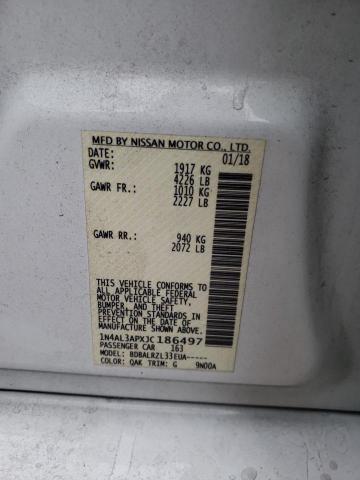 MFD BY NISSAN MOTOR CO., LTD.
DATE: 01/18
GVWR: 1917 KG
4226 LB
GAWR FR: 1010 KG
2227 LB
GAWR RR: 940 KG
2072 LB
THIS VEHICLE CONFORMS TO
ALL APPLICABLE FEDERAL
MOTOR VEHICLE SAFETY,
BUMPER, AND THEFT
PREVENTION STANDARDS IN
EFFECT ON THE DATE OF
MANUFACTURE SHOWN ABOVE.
1N4AL3APXJC186497
PASSENGER CAR 163
MODEL: BDBALRZL33EUA-----
COLOR: QAK TRIM: G 9N00A